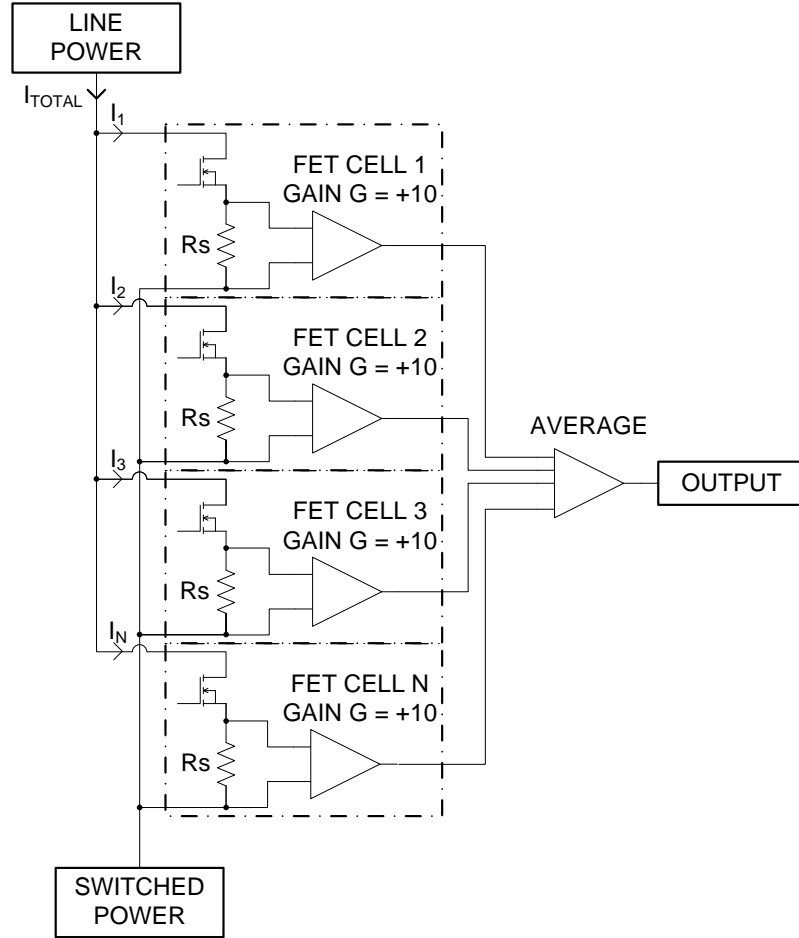 LINE
POWER
ITOTAL
I1
FET CELL 1
GAIN G = +10
Rs
I2
FET CELL 2
GAIN G = +10
Rs
AVERAGE
OUTPUT
I3
FET CELL 3
GAIN G = +10
Rs
IN
FET CELL N
GAIN G = +10
Rs
SWITCHED
POWER